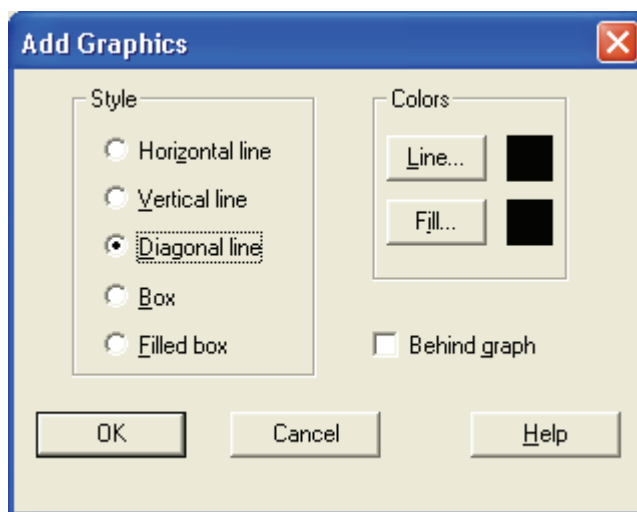 Add Graphics
Style
Horizontal line
Vertical line
Diagonal line
Box
Filled box
Colors
Line...
Fill...
Behind graph
OK
Cancel
Help